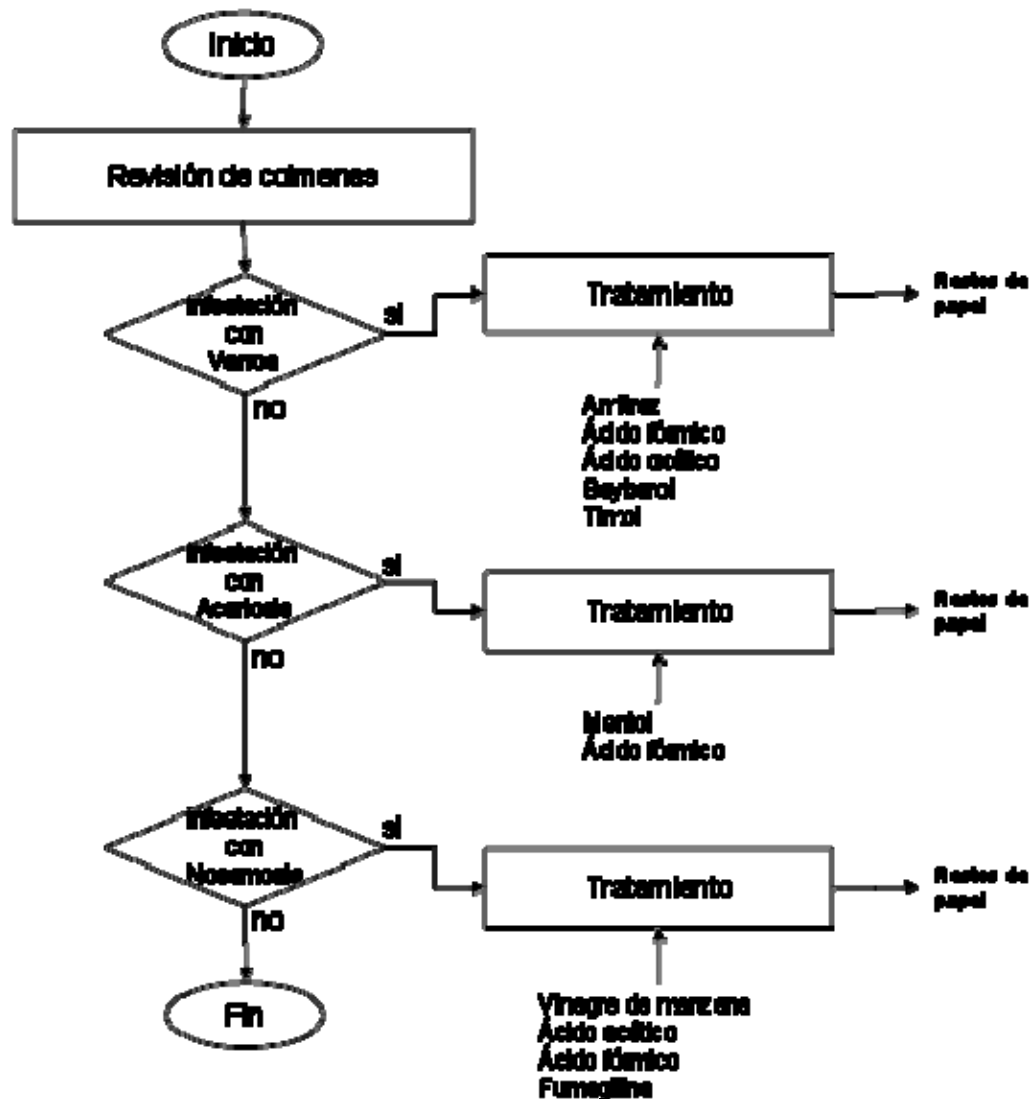 Inicio
Revisión de colmenas
Infestación
con
Varroa
si
no
Tratamiento
Restos de
papel
Amitraz
Ácido fórmico
Ácido
Bayvarol
Timol
Infestación
con
Acariosis
si
no
Tratamiento
Restos de
papel
Mentol
Ácido fórmico
Infestación
con
Nosemosis
si
no
Tratamiento
Restos de
papel
Vinagre de manzana
Ácido
Ácido fórmico
Fumagilina
Fin